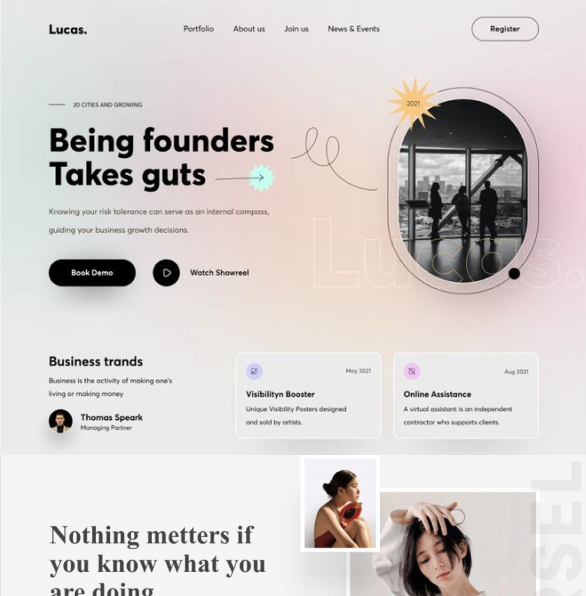 Lucas.
Portfolio
About us
Join us
News & Events
Register
20 CITIES AND GROWING
Being founders
Takes guts
Knowing your risk tolerance can serve as an internal compass,
guiding your business growth decisions.
Book Demo
Watch Showreel
2021
Lucas.
Business trands
Business is the activity of making one's
living or making money
Thomas Speark
Managing Partner
May 2021
Visibilityn Booster
Unique Visibility Posters designed
and sold by artists.
Aug 2021
Online Assistance
A virtual assistant is an independent
contractor who supports clients.
Nothing metters if
you know what you
are doing